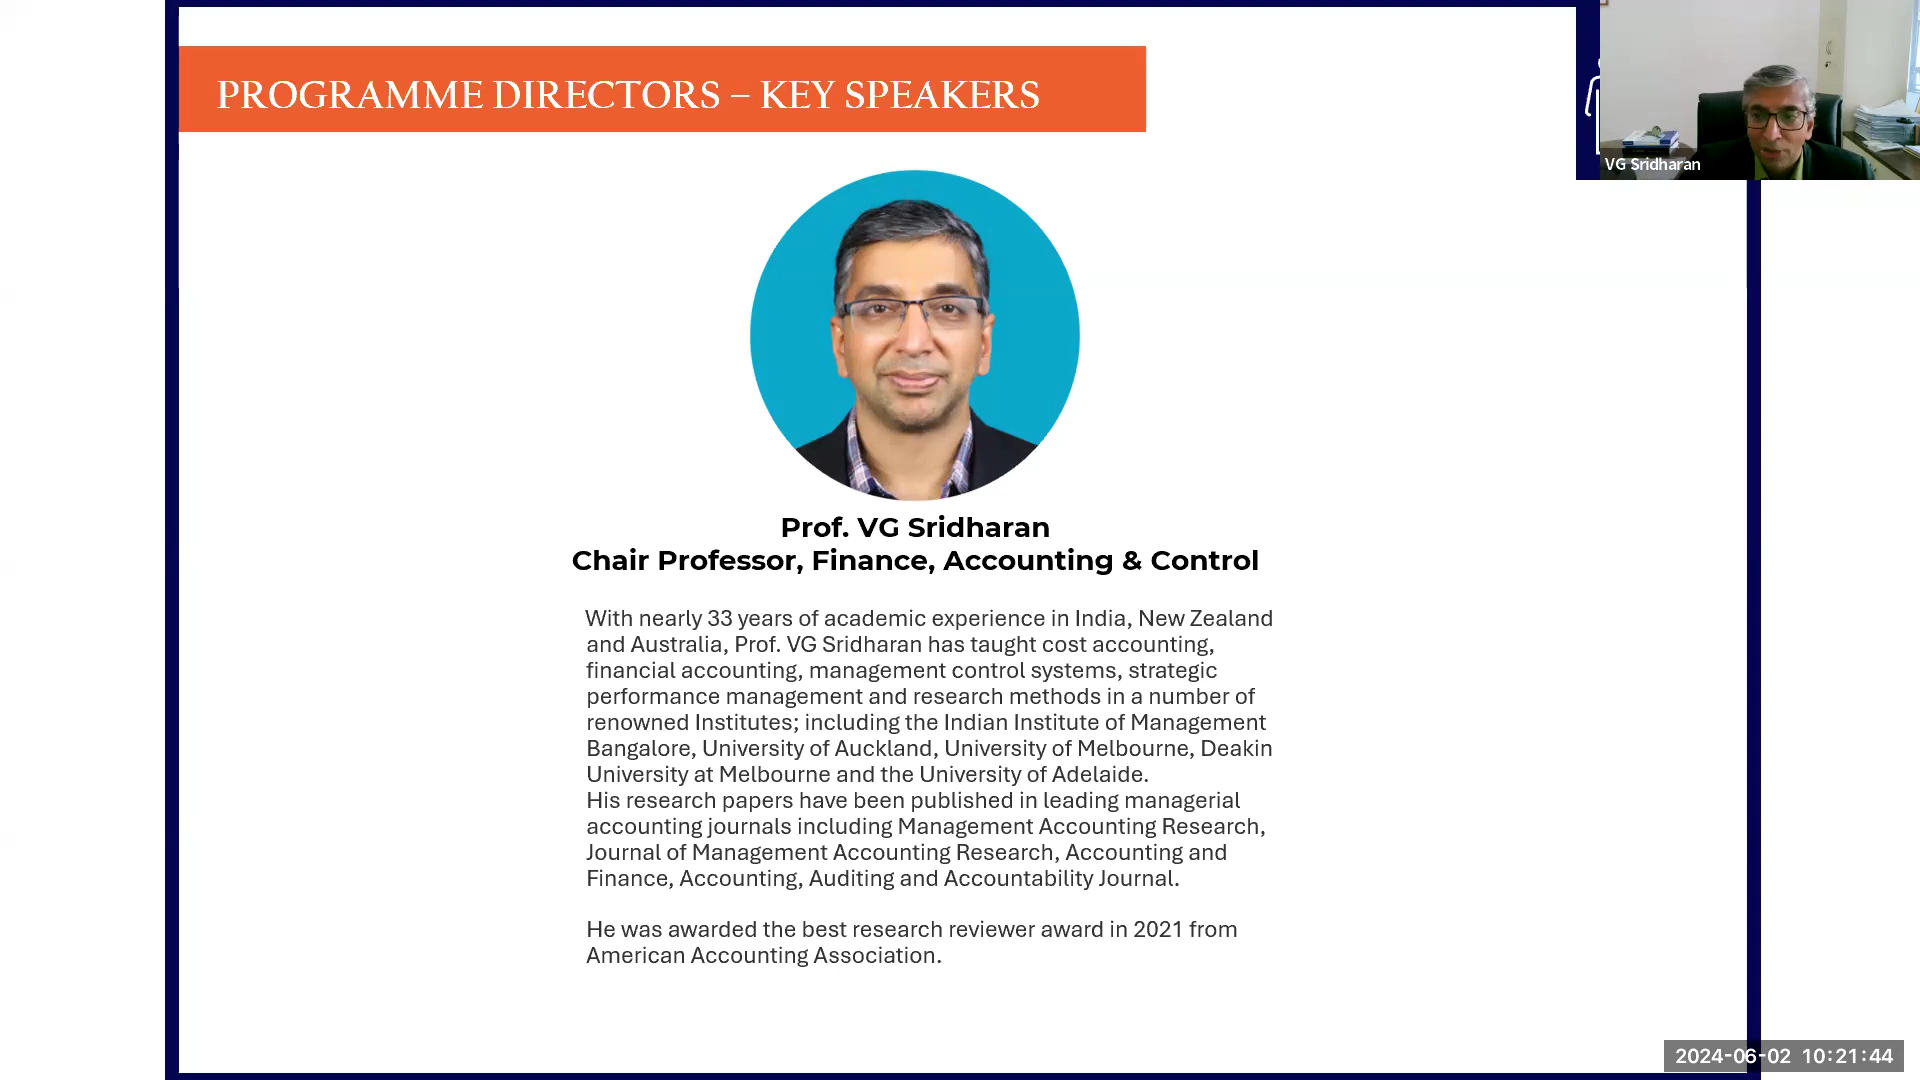 PROGRAMME DIRECTORS – KEY SPEAKERS
VG Sridharan
Prof. VG Sridharan
Chair Professor, Finance, Accounting & Control
With nearly 33 years of academic experience in India, New Zealand
and Australia, Prof. VG Sridharan has taught cost accounting,
financial accounting, management control systems, strategic
performance management and research methods in a number of
renowned Institutes; including the Indian Institute of Management
Bangalore, University of Auckland, University of Melbourne, Deakin
University at Melbourne and the University of Adelaide.
His research papers have been published in leading managerial
accounting journals including Management Accounting Research,
Journal of Management Accounting Research, Accounting and
Finance, Accounting, Auditing and Accountability Journal.
He was awarded the best research reviewer award in 2021 from
American Accounting Association.
2024-06-02 10:21:44